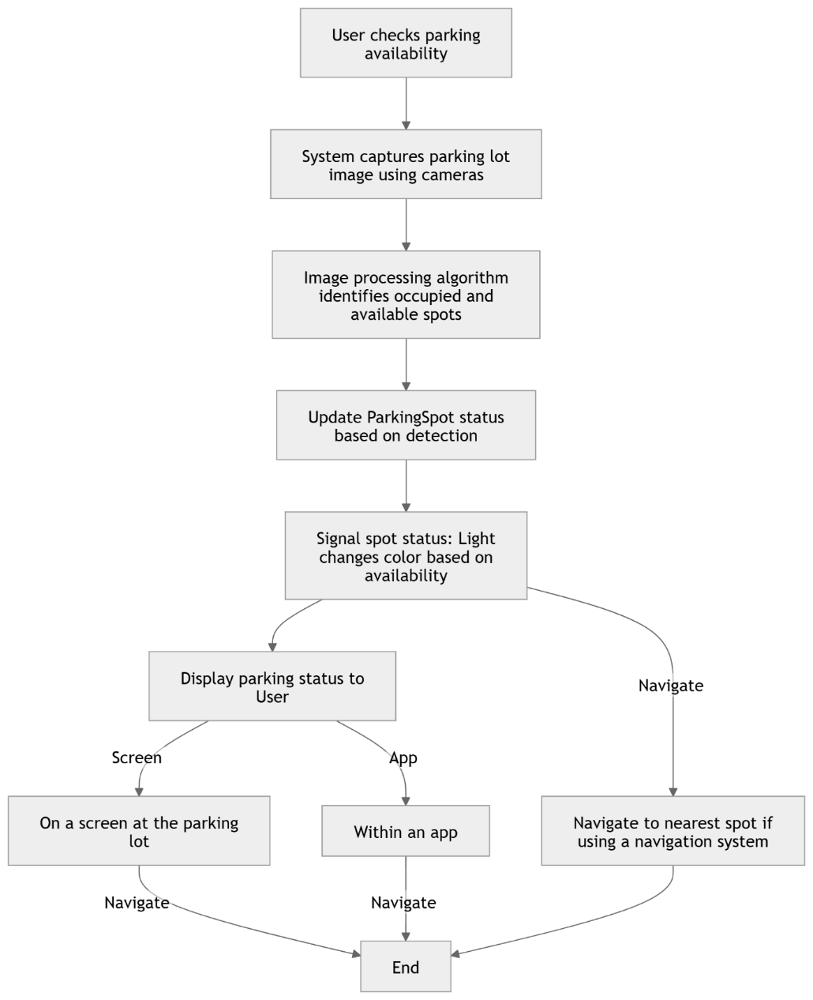 User checks parking
availability
System captures parking lot
image using cameras
Image processing algorithm
identifies occupied and
available spots
Update ParkingSpot status
based on detection
Signal spot status: Light
changes color based on
availability
Display parking status to
User
Navigate
Screen
App
On a screen at the parking
lot
Within an app
Navigate to nearest spot if
using a navigation system
Navigate
Navigate
End